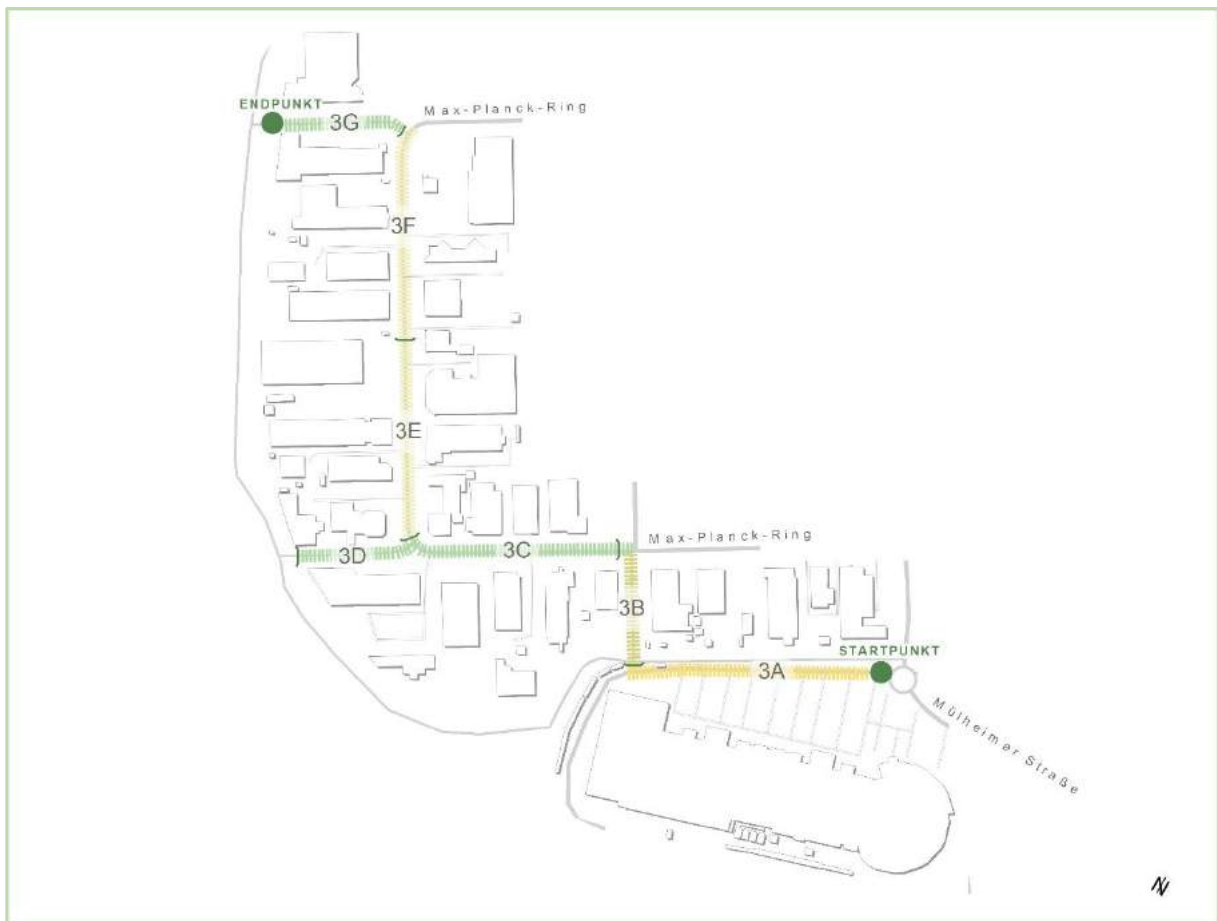 ENDPUNKT
Max-Planck-Ring
3G
3F
3E
3D
3C
Max-Planck-Ring
3B
STARTPUNKT
3A
Mülheimer Straße
N